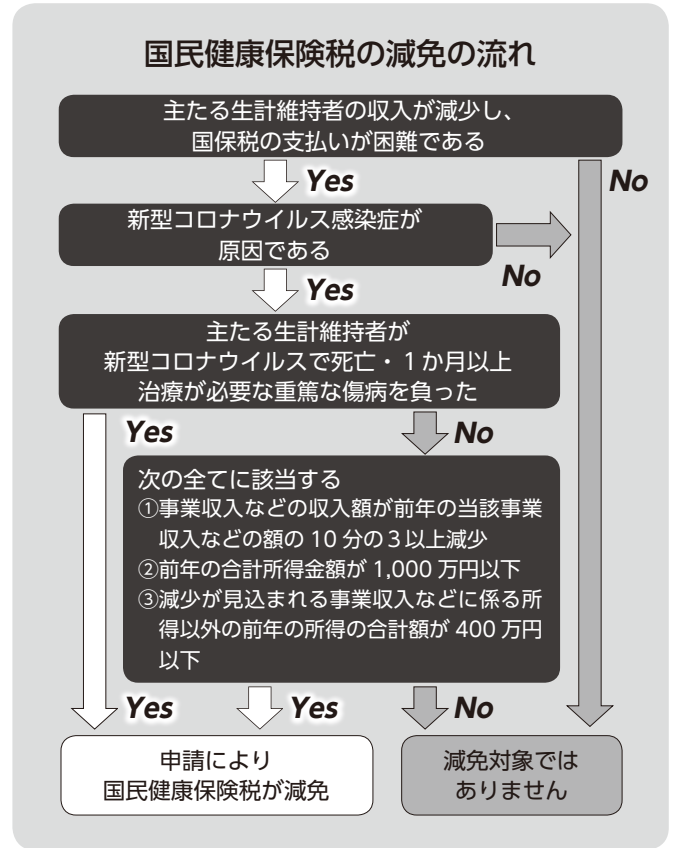 国民健康保険税の減免の流れ
主たる生計維持者の収入が減少し、
国保税の支払いが困難である
Yes
No
新型コロナウイルス感染症が
原因である
No
Yes
主たる生計維持者が
新型コロナウイルスで死亡・１か月以上
治療が必要な重篤な傷病を負った
Yes
No
次の全てに該当する
①事業収入などの収入額が前年の当該事業
収入などの額の 10 分の３以上減少
②前年の合計所得金額が 1,000 万円以下
③減少が見込まれる事業収入などに係る所
得以外の前年の所得の合計額が 400 万円
以下
Yes
Yes
No
申請により
国民健康保険税が減免
減免対象では
ありません